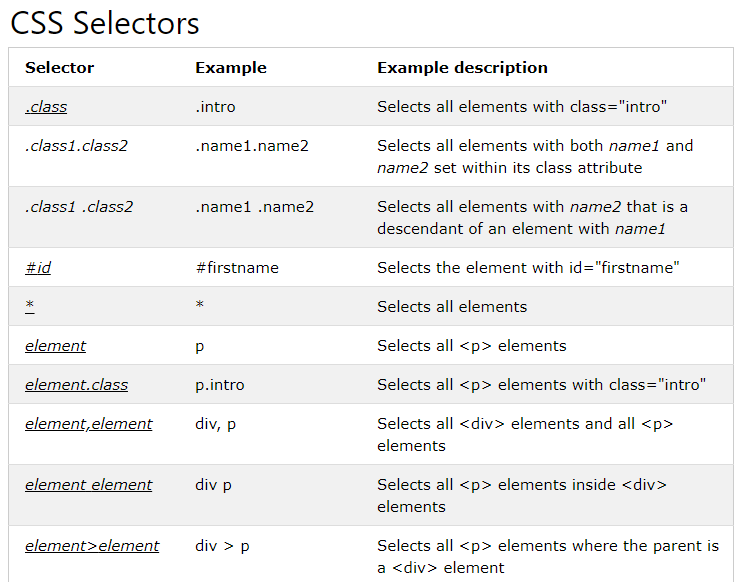 CSS Selectors
Selector Example Example description
.class .intro Selects all elements with class="intro"
.class1.class2 .name1.name2 Selects all elements with both name1 and
name2 set within its class attribute
.class1 .class2 .name1 .name2 Selects all elements with name2 that is a
descendant of an element with name1
#id #firstname Selects the element with id="firstname"
* * Selects all elements
element p Selects all <p> elements
element.class p.intro Selects all <p> elements with class="intro"
element,element div, p Selects all <div> elements and all <p>
elements
element element div p Selects all <p> elements inside <div>
elements
element>element div > p Selects all <p> elements where the parent is
a <div> element